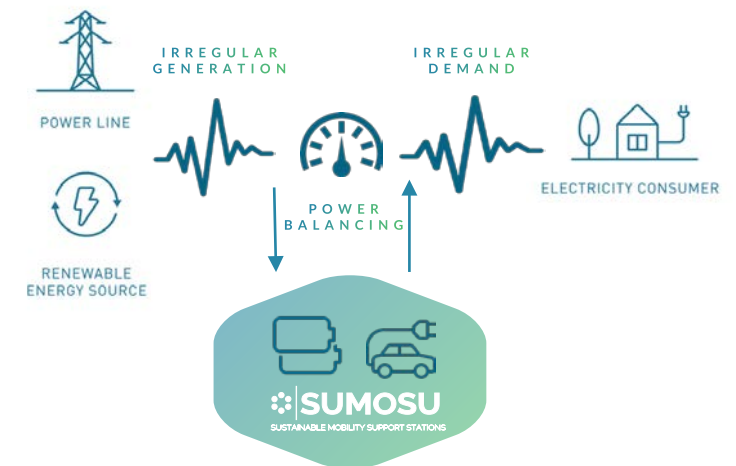 POWER LINE
IRREGULAR
GENERATION
IRREGULAR
DEMAND
ELECTRICITY CONSUMER
RENEWABLE
ENERGY SOURCE
POWER
BALANCING
SUMOSU
SUSTAINABLE MOBILITY SUPPORT STATIONS